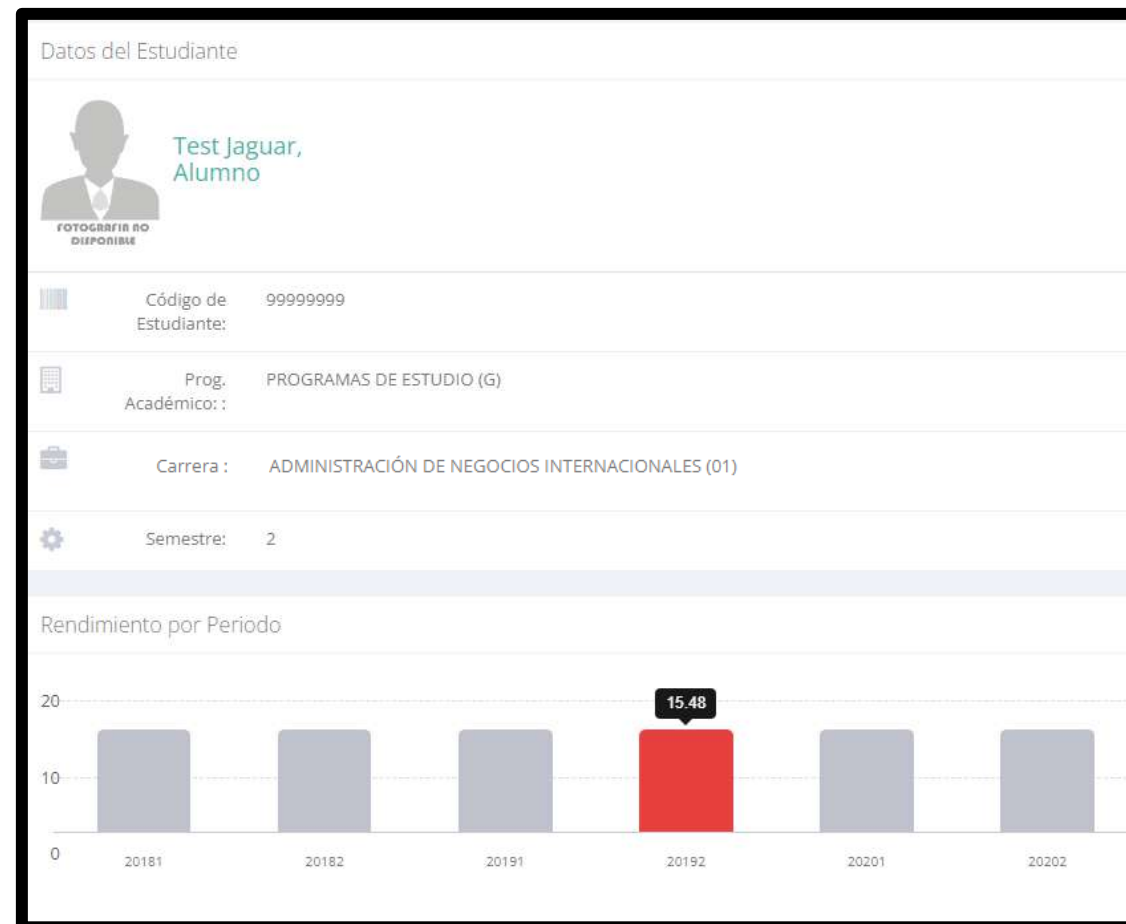 Datos del Estudiante
Test Jaguar,
Alumno
FOTOGRAFIA NO
DISPONIBLE
Código de
Estudiante:
99999999
Prog.
Académico: :
PROGRAMAS DE ESTUDIO (G)
Carrera :
ADMINISTRACIÓN DE NEGOCIOS INTERNACIONALES (01)
Semestre:
2
Rendimiento por Periodo
20
15.48
10
0
20181
20182
20191
20192
20201
20202